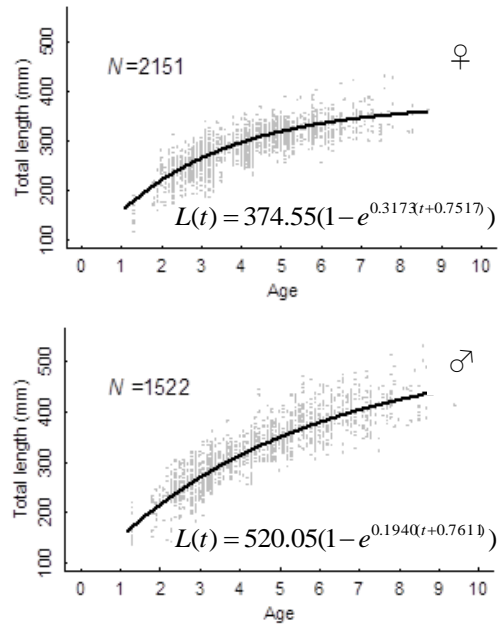 500
♀
N=2151
400
Total length (mm)
300
200
L(t) = 374.55(1−e^{0.3173(t+0.7517)})
100
0 1 2 3 4 5 6 7 8 9 10
Age
♂
500
N =1522
400
Total length (mm)
300
200
L(t) = 520.05(1−e^{0.1940(t+0.7611)})
100
0 1 2 3 4 5 6 7 8 9 10
Age